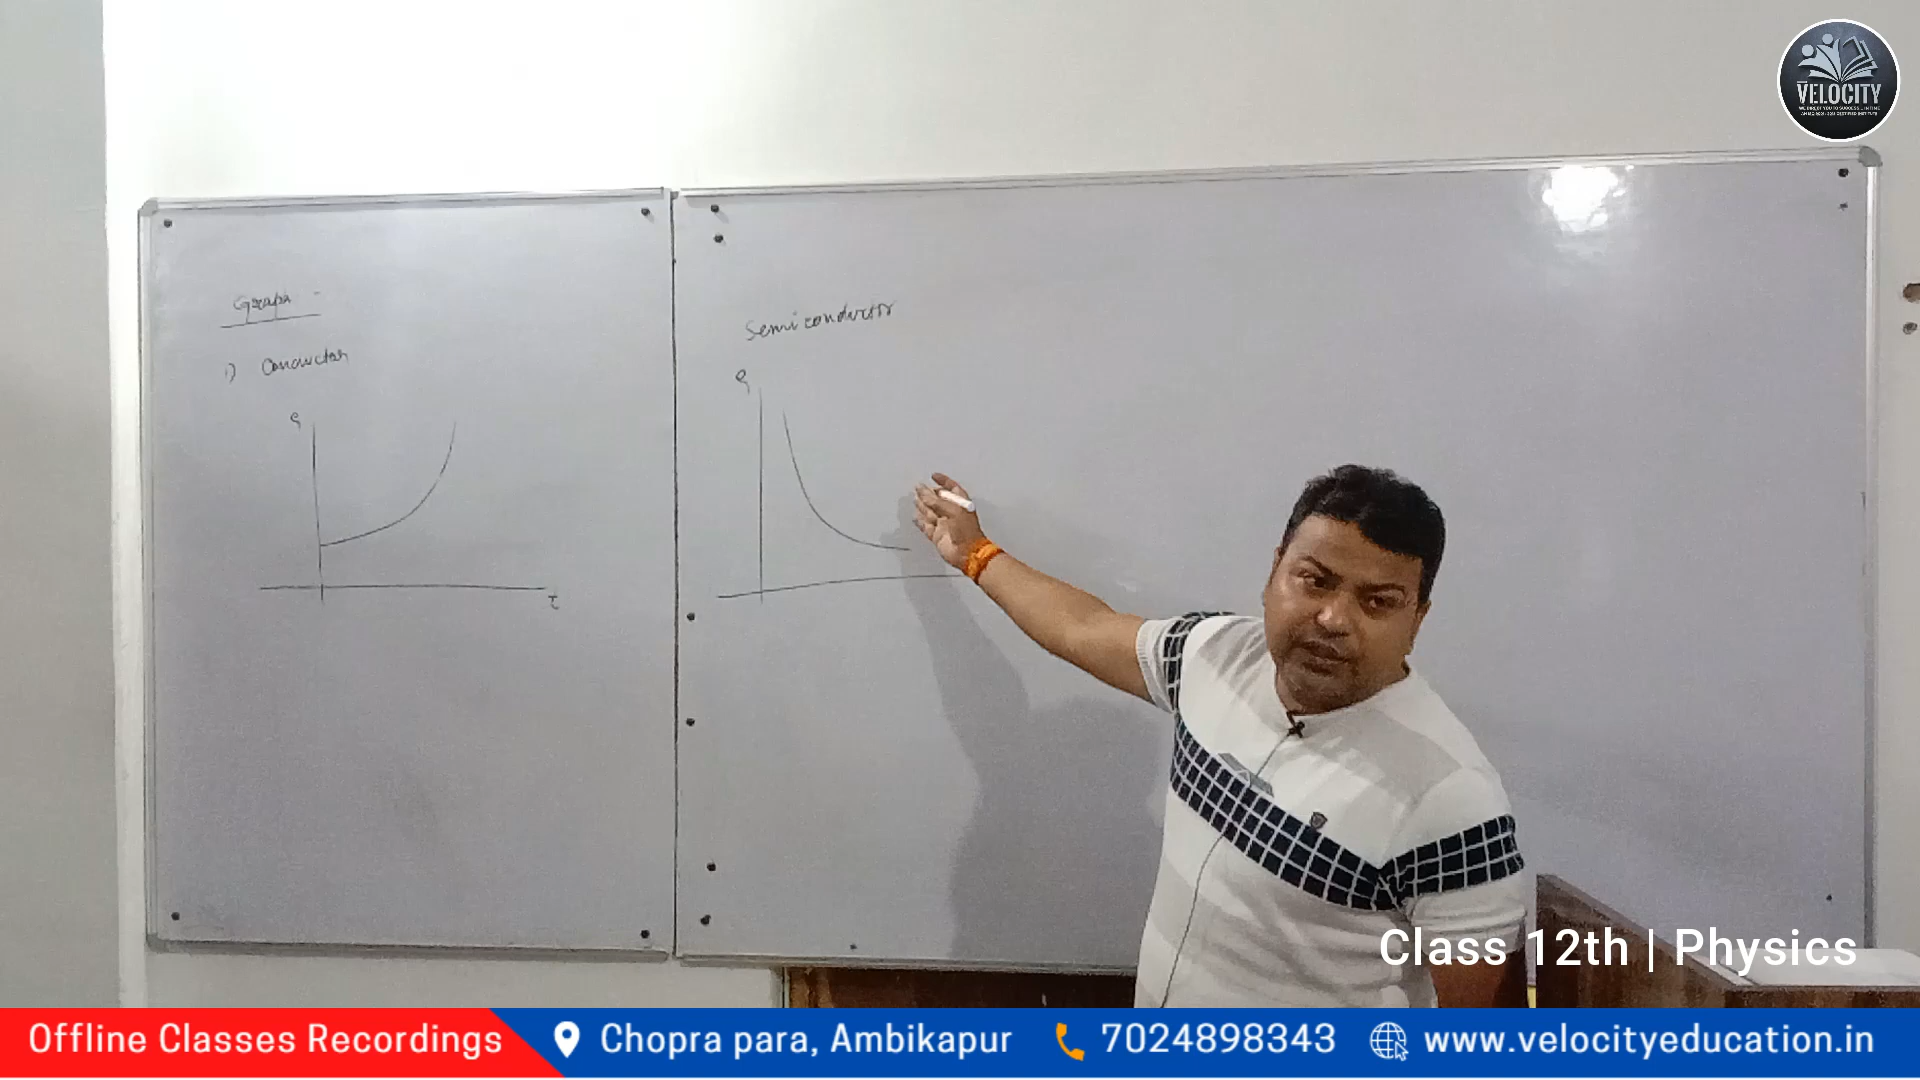 VELOCITY
Graph -
1) Conductor
ρ
τ
Semiconductor
ρ
Class 12th | Physics
Offline Classes Recordings
Chopra para, Ambikapur
7024898343
www.velocityeducation.in